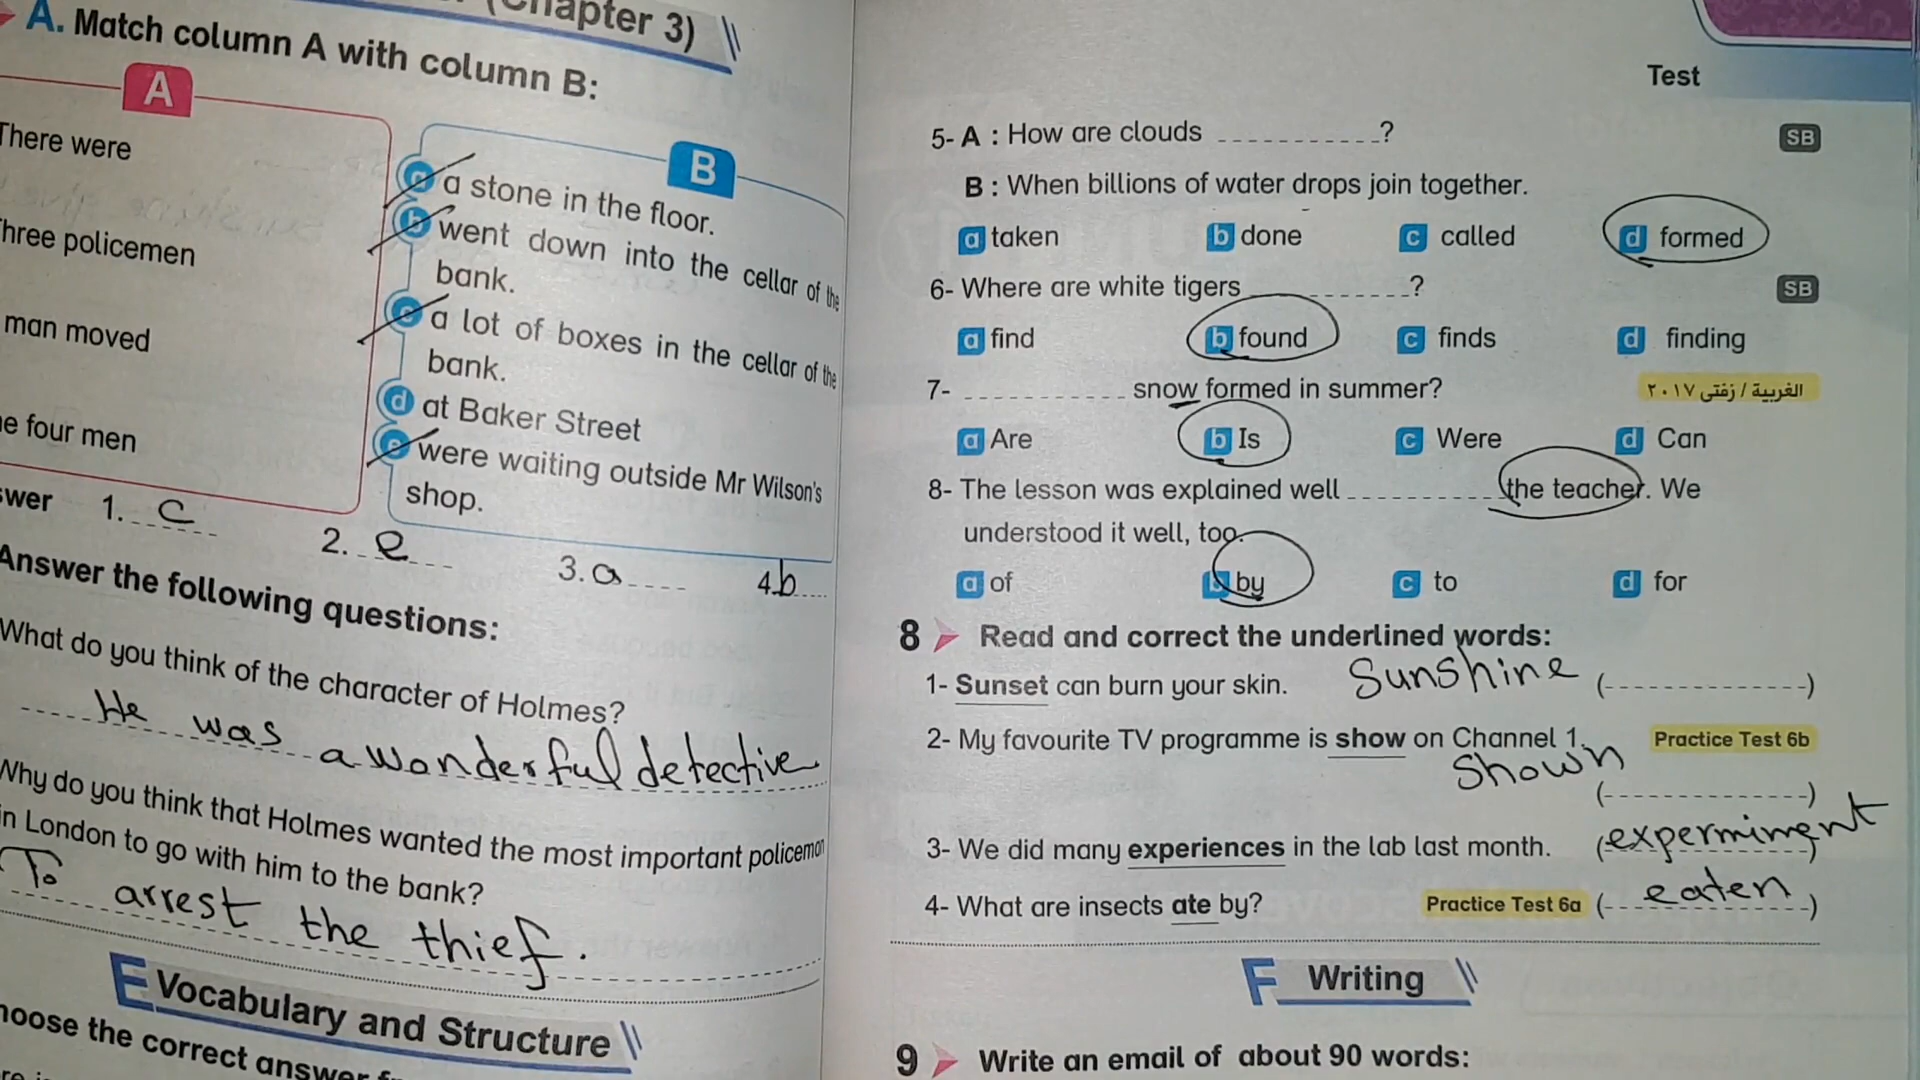 (Chapter 3)
A. Match column A with column B:
A
There were
Three policemen
man moved
four men
B
a a stone in the floor.
b went down into the cellar of the
bank.
c a lot of boxes in the cellar of the
bank.
d at Baker Street
e were waiting outside Mr Wilson's
shop.
1. c
2. e
3. a
4. b
Answer the following questions:
What do you think of the character of Holmes?
He was a wonderful detective.
Why do you think that Holmes wanted the most important policeman
in London to go with him to the bank?
To arrest the thief.
E Vocabulary and Structure
the correct answer
Test
5- A : How are clouds ............?
SB
B : When billions of water drops join together.
a taken b done c called d formed
6- Where are white tigers ............?
SB
a find b found c finds d finding
7- ............ snow formed in summer?
الغربية / زفتى ٢٠١٧
a Are b Is c Were d Can
8- The lesson was explained well ............ the teacher. We
understood it well, too.
a of b by c to d for
8 Read and correct the underlined words:
1- Sunset can burn your skin. Sunshine (............)
2- My favourite TV programme is show on Channel 1. Practice Test 6b
Shown
(............)
3- We did many experiences in the lab last month. (expermiment)
4- What are insects ate by? Practice Test 6a (eaten)
F Writing
9 Write an email of about 90 words: